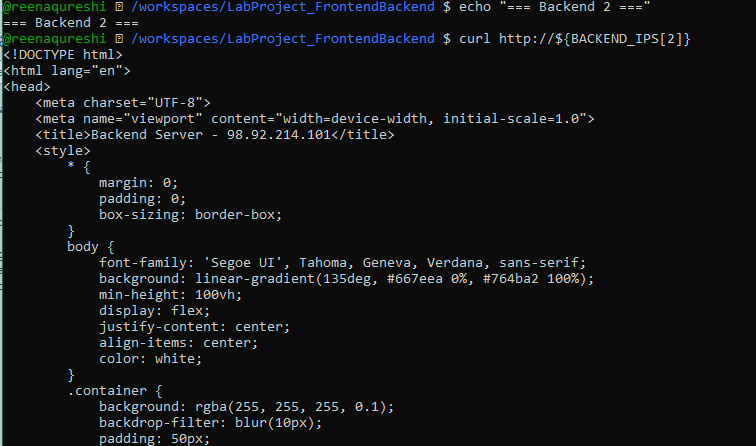 @reenaqureshi /workspaces/LabProject_FrontendBackend $ echo "=== Backend 2 ==="
=== Backend 2 ===
@reenaqureshi /workspaces/LabProject_FrontendBackend $ curl http://${BACKEND_IPS[2]}
<!DOCTYPE html>
<html lang="en">
<head>
    <meta charset="UTF-8">
    <meta name="viewport" content="width=device-width, initial-scale=1.0">
    <title>Backend Server - 98.92.214.101</title>
    <style>
        * {
            margin: 0;
            padding: 0;
            box-sizing: border-box;
        }
        body {
            font-family: 'Segoe UI', Tahoma, Geneva, Verdana, sans-serif;
            background: linear-gradient(135deg, #667eea 0%, #764ba2 100%);
            min-height: 100vh;
            display: flex;
            justify-content: center;
            align-items: center;
            color: white;
        }
        .container {
            background: rgba(255, 255, 255, 0.1);
            backdrop-filter: blur(10px);
            padding: 50px;